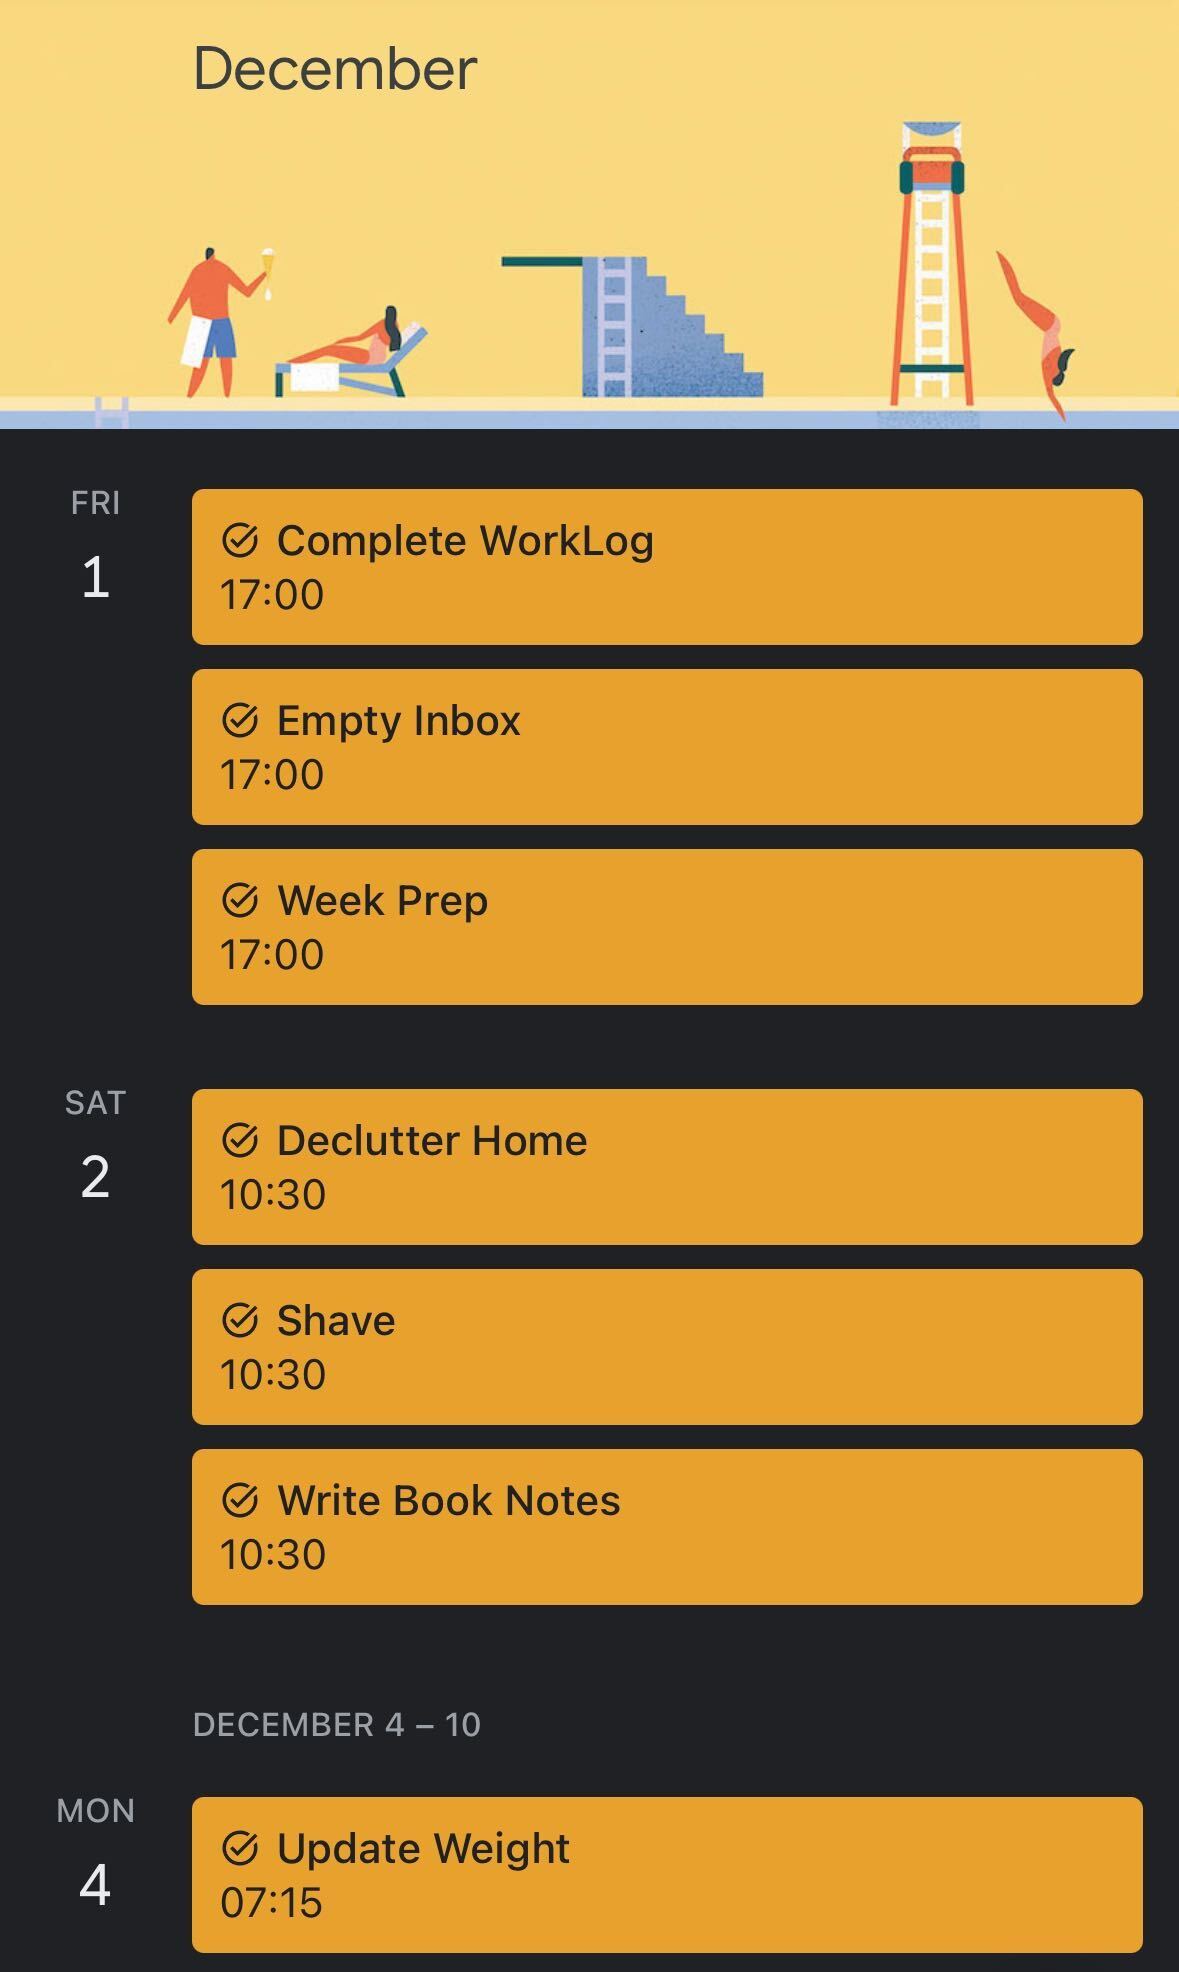 December
FRI
1
Complete WorkLog
17:00
Empty Inbox
17:00
Week Prep
17:00
SAT
2
Declutter Home
10:30
Shave
10:30
Write Book Notes
10:30
DECEMBER 4 – 10
MON
4
Update Weight
07:15